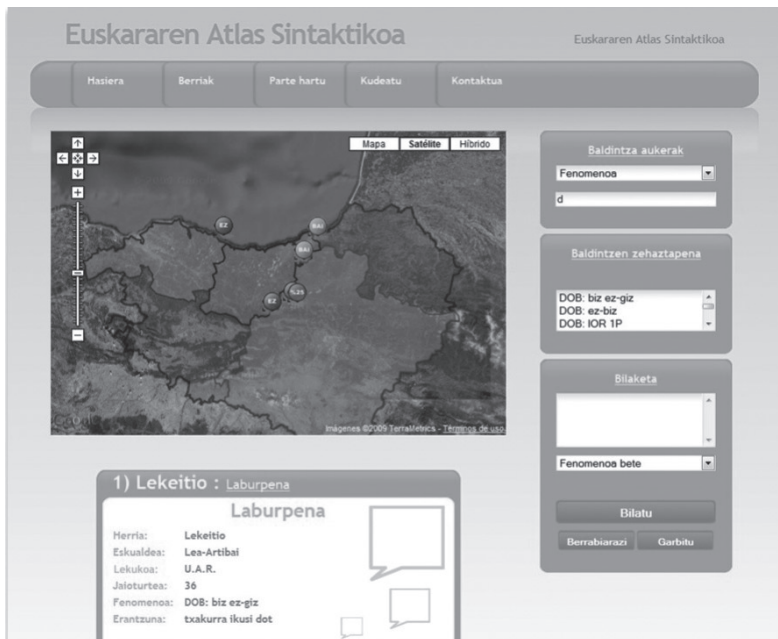 Euskararen Atlas Sintaktikoa
Euskararen Atlas Sintaktikoa
Hasiera Berriak Parte hartu Kudeatu Kontaktua
Mapa Satélite Híbrido
EZ
BAI
BAI
EZ
%25
Imágenes ©2009 TerraMetrics - Términos de uso
Baldintza aukerak
Fenomenoa
d
Baldintzen zehaztapena
DOB: biz ez-giz
DOB: ez-biz
DOB: IOR 1P
Bilaketa
Fenomenoa bete
Bilatu
Berrabiarazi Garbitu
1) Lekeitio : Laburpena
Laburpena
Herria: Lekeitio
Eskualdea: Lea-Artibai
Lekukoa: U.A.R.
Jaioturtea: 36
Fenomenoa: DOB: biz ez-giz
Erantzuna: txakurra ikusi dot